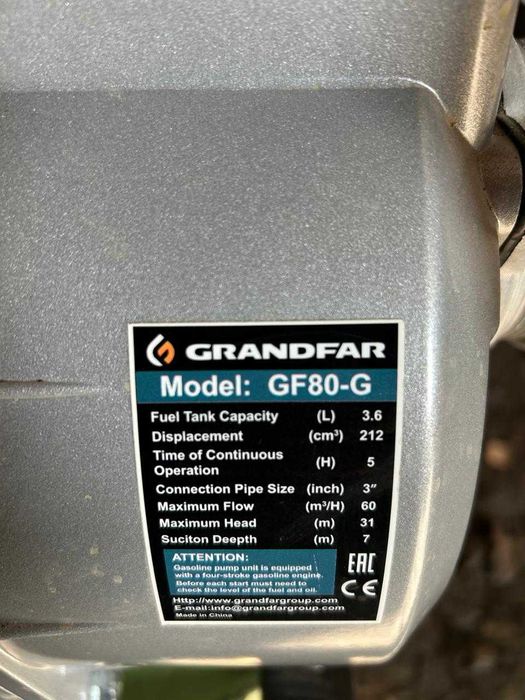 GRANDFAR
Model: GF80-G
Fuel Tank Capacity (L) 3.6
Displacement (cm³) 212
Time of Continuous Operation (H) 5
Connection Pipe Size (inch) 3″
Maximum Flow (m³/H) 60
Maximum Head (m) 31
Suciton Deepth (m) 7
ATTENTION:
Gasoline pump unit is equipped
with a four-stroke gasoline engine.
Before each start must need to
check the level of the fuel and oil.
EAC
CE
Http://www.grandfargroup.com
E-mail:info@grandfargroup.com
Made in China